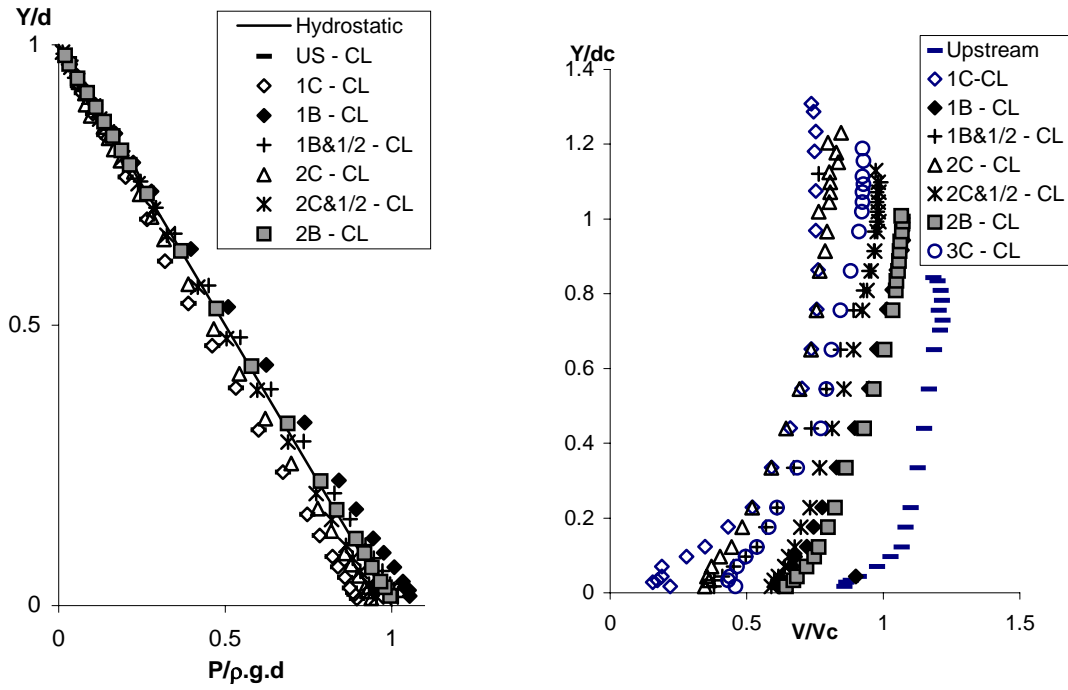 Y/d
1
0.5
0
0
0.5
1
P/ρ.g.d
Hydrostatic
US - CL
1C - CL
1B - CL
1B&1/2 - CL
2C - CL
2C&1/2 - CL
2B - CL
Y/dc
1.4
1.2
1
0.8
0.6
0.4
0.2
0
0
0.5
1
1.5
V/Vc
Upstream
1C-CL
1B - CL
1B&1/2 - CL
2C - CL
2C&1/2 - CL
2B - CL
3C - CL